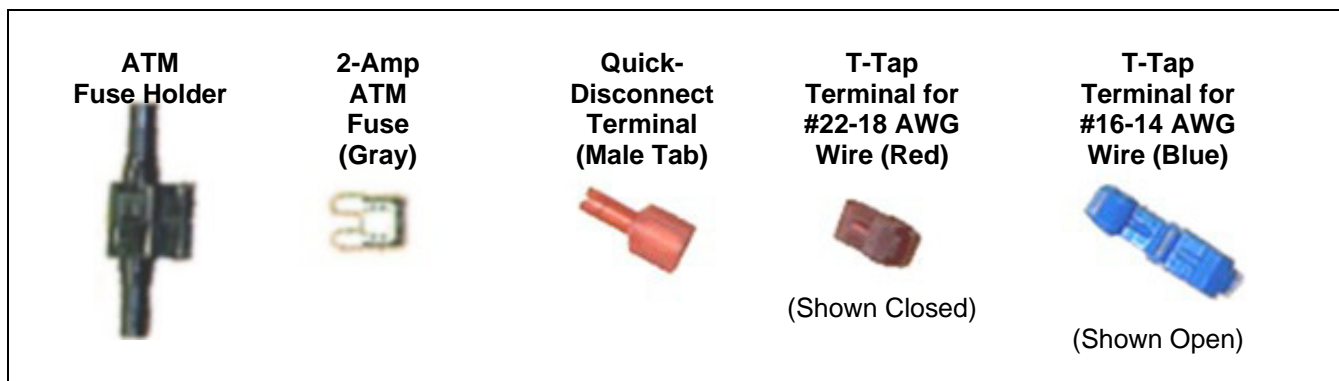 ATM
Fuse Holder
2-Amp
ATM
Fuse
(Gray)
Quick-
Disconnect
Terminal
(Male Tab)
T-Tap
Terminal for
#22-18 AWG
Wire (Red)
(Shown Closed)
T-Tap
Terminal for
#16-14 AWG
Wire (Blue)
(Shown Open)